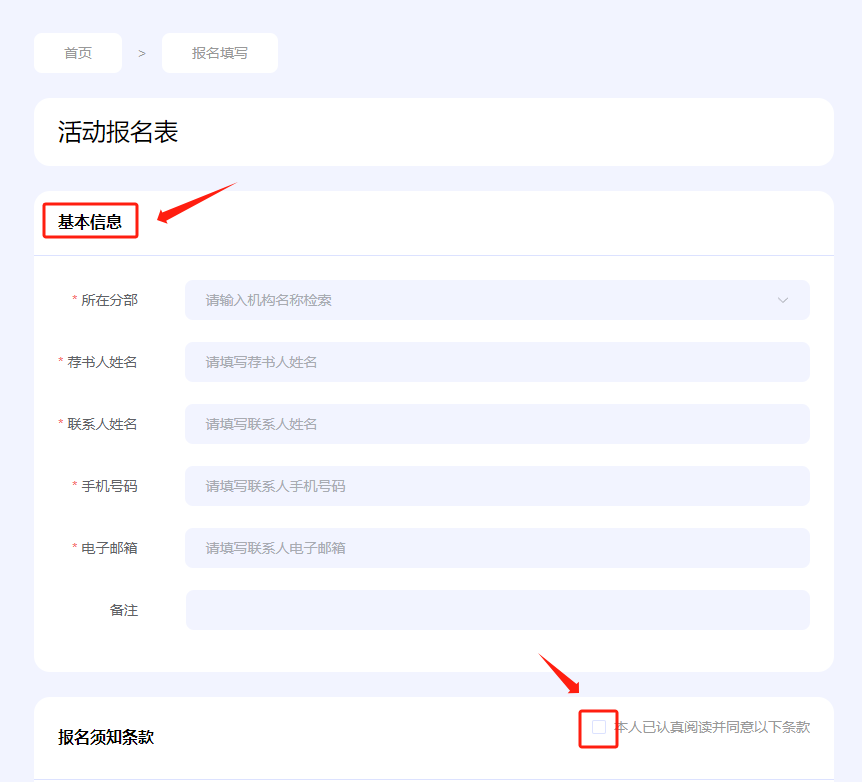 首页 > 报名填写
活动报名表
基本信息
* 所在分部 请输入机构名称检索
* 荐书人姓名 请填写荐书人姓名
* 联系人姓名 请填写联系人姓名
* 手机号码 请填写联系人手机号码
* 电子邮箱 请填写联系人电子邮箱
备注
本人已认真阅读并同意以下条款
报名须知条款